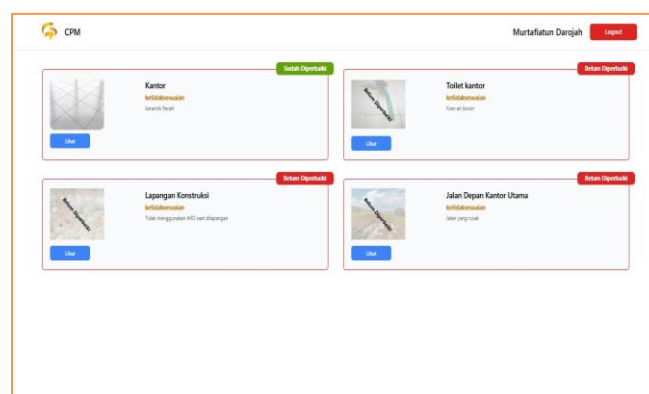 CPM
Murtafiatun Darojah
Logout
Sudah Diperbaiki
Kantor
ketidaksesuaian
Keramik Pecah
Lihat
Belum Diperbaiki
Belum Diperbaiki
Toilet kantor
ketidaksesuaian
Kran air bocor
Lihat
Belum Diperbaiki
Belum Diperbaiki
Lapangan Konstruksi
ketidaksesuaian
Tidak menggunakan APD saat dilapangan
Lihat
Belum Diperbaiki
Belum Diperbaiki
Jalan Depan Kantor Utama
ketidaksesuaian
Jalan yang rusak
Lihat